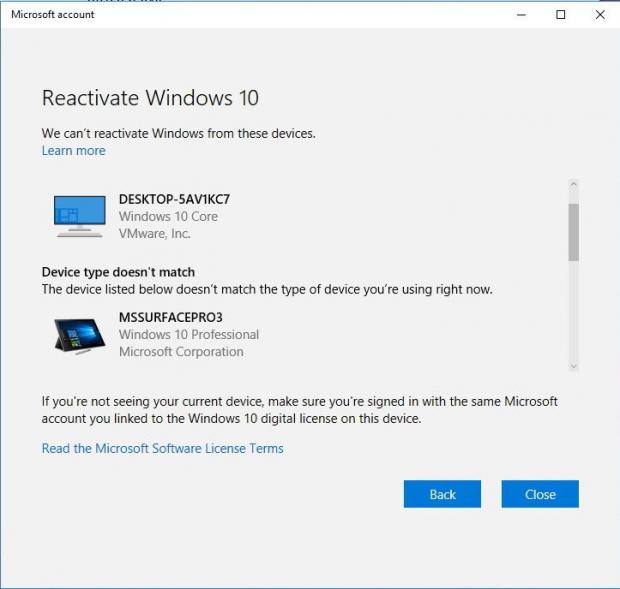 Microsoft account
Reactivate Windows 10
We can't reactivate Windows from these devices.
Learn more
DESKTOP-5AV1KC7
Windows 10 Core
VMware, Inc.
Device type doesn't match
The device listed below doesn't match the type of device you're using right now.
MSSURFACEPRO3
Windows 10 Professional
Microsoft Corporation
If you're not seeing your current device, make sure you're signed in with the same Microsoft
account you linked to the Windows 10 digital license on this device.
Read the Microsoft Software License Terms
Back
Close